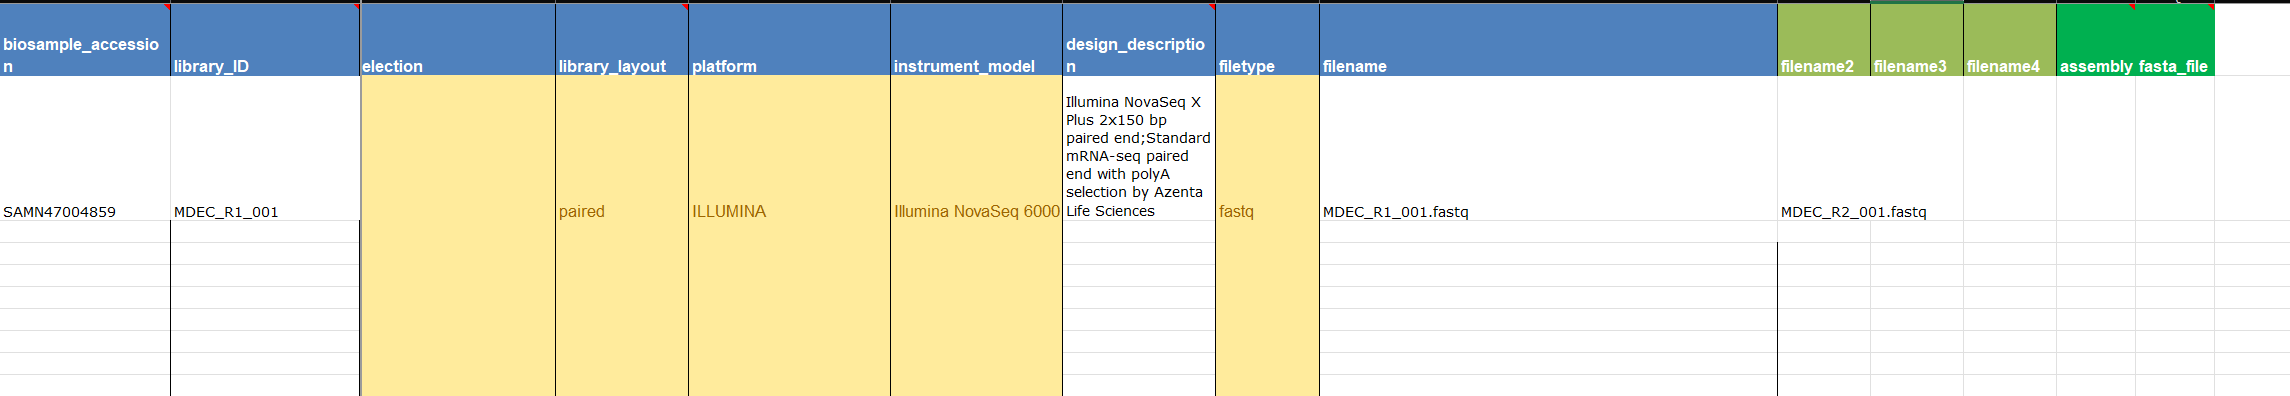 biosample_accessio
n
library_ID
election
library_layout
platform
instrument_model
design_descriptio
n
filetype
filename
filename2
filename3
filename4
assembly
fasta_file
SAMN47004859
MDEC_R1_001
paired
ILLUMINA
Illumina NovaSeq 6000
Illumina NovaSeq X
Plus 2x150 bp
paired end;Standard
mRNA-seq paired
end with polyA
selection by Azenta
Life Sciences
fastq
MDEC_R1_001.fastq
MDEC_R2_001.fastq